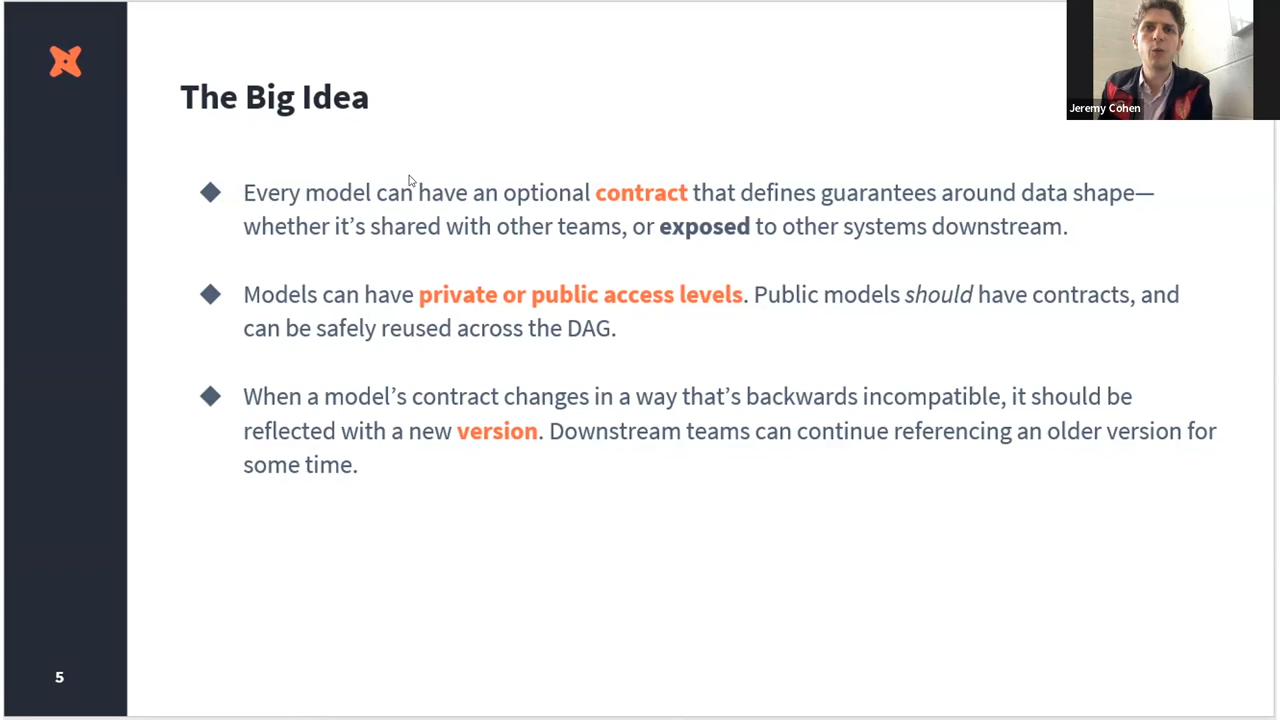 The Big Idea
Jeremy Cohen
Every model can have an optional contract that defines guarantees around data shape—
whether it’s shared with other teams, or exposed to other systems downstream.
Models can have private or public access levels. Public models should have contracts, and
can be safely reused across the DAG.
When a model’s contract changes in a way that’s backwards incompatible, it should be
reflected with a new version. Downstream teams can continue referencing an older version for
some time.
5